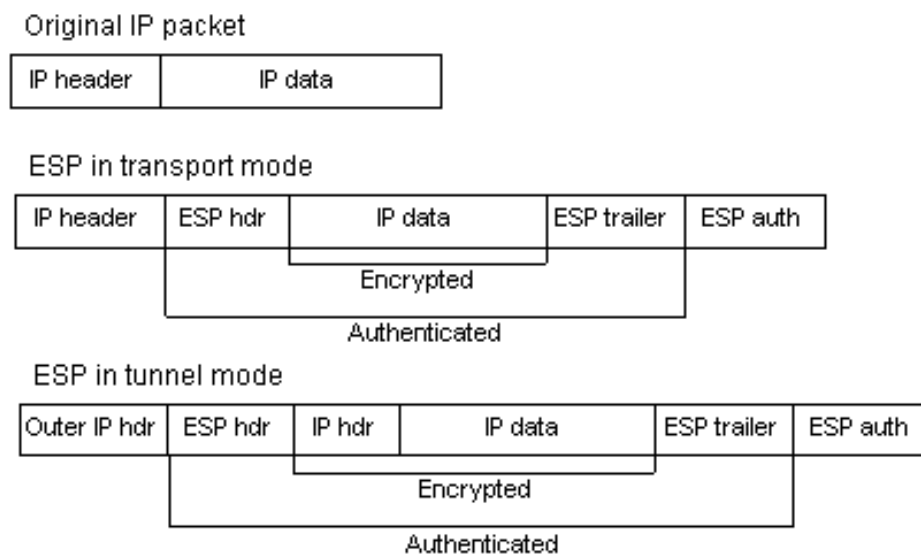 Original IP packet
IP header IP data
ESP in transport mode
IP header ESP hdr IP data ESP trailer ESP auth
Encrypted
Authenticated
ESP in tunnel mode
Outer IP hdr ESP hdr IP hdr IP data ESP trailer ESP auth
Encrypted
Authenticated